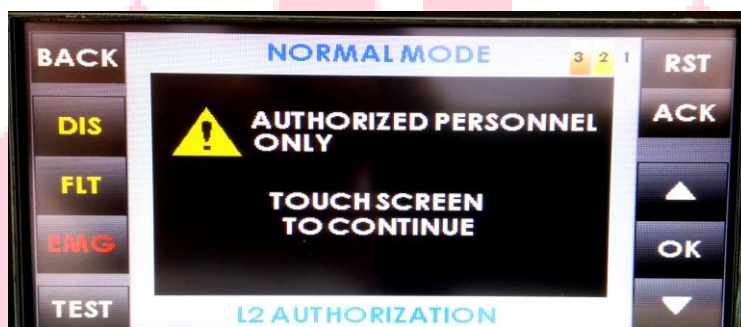 BACK
NORMAL MODE
3 2 1
RST
DIS
AUTHORIZED PERSONNEL
ONLY
ACK
FLT
TOUCH SCREEN
TO CONTINUE
EMG
OK
TEST
L2 AUTHORIZATION